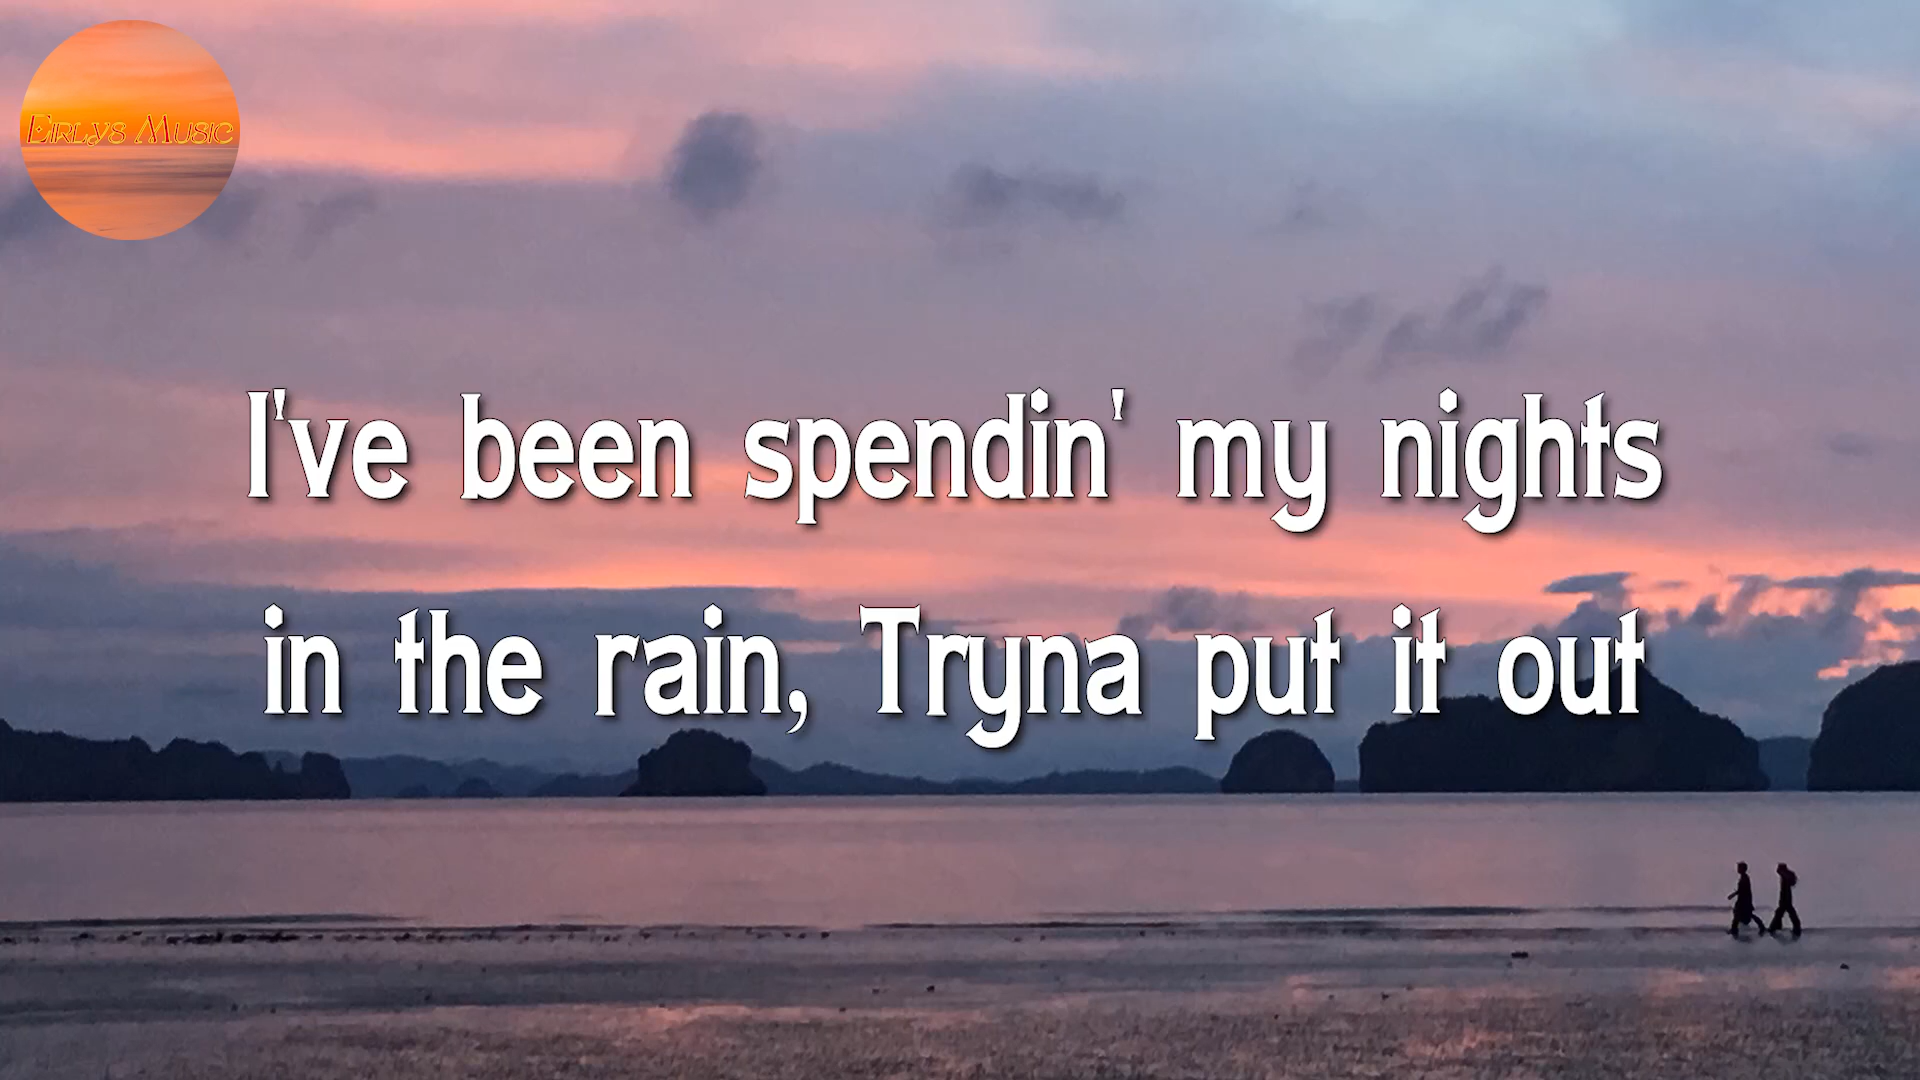 Eirlys Music
I've been spendin' my nights
in the rain, Tryna put it out